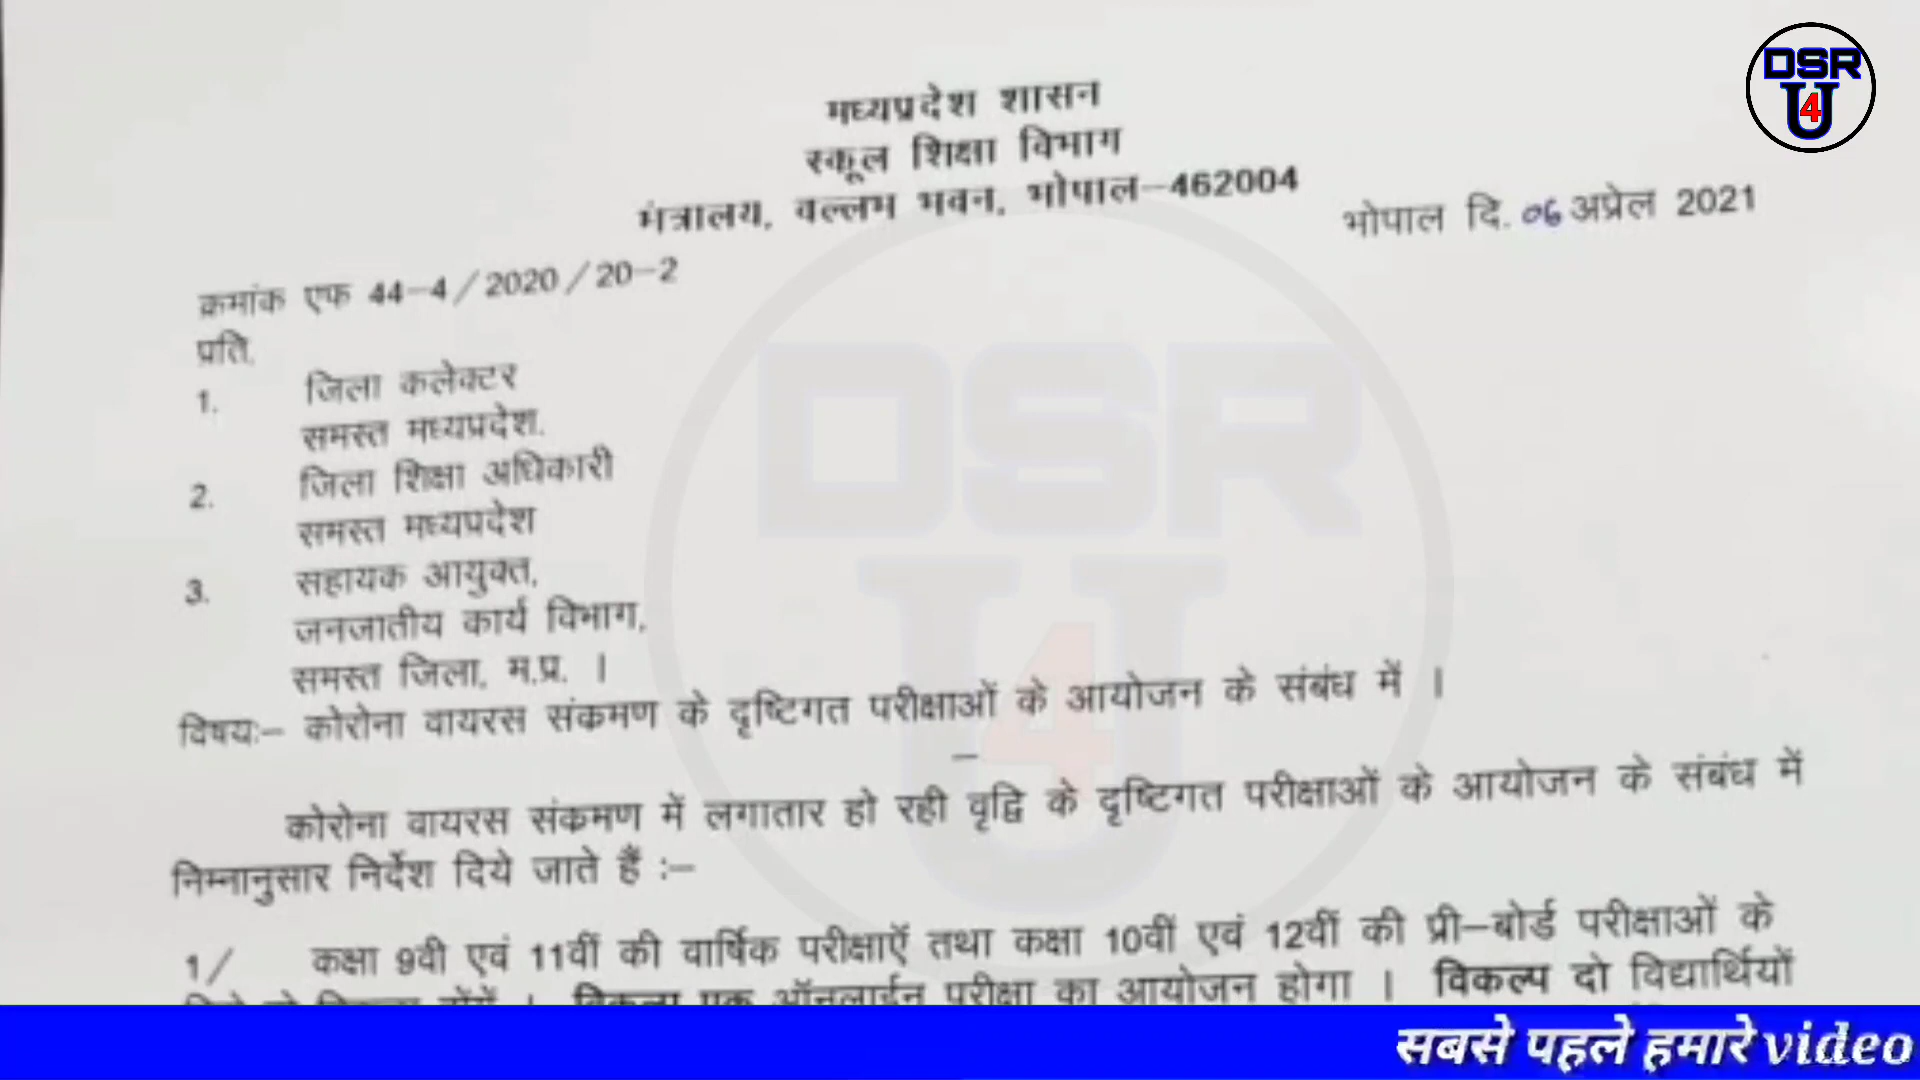 DSR
U
4
मध्यप्रदेश शासन
स्कूल शिक्षा विभाग
मंत्रालय, वल्लभ भवन, भोपाल–462004
भोपाल दि. 06 अप्रेल 2021
क्रमांक एफ 44–4/2020/20–2
प्रति,
1. जिला कलेक्टर
समस्त मध्यप्रदेश,
2. जिला शिक्षा अधिकारी
समस्त मध्यप्रदेश
3. सहायक आयुक्त,
जनजातीय कार्य विभाग,
समस्त जिला, म.प्र. ।
विषयः– कोरोना वायरस संक्रमण के दृष्टिगत परीक्षाओं के आयोजन के संबंध में ।
–
कोरोना वायरस संक्रमण में लगातार हो रही वृद्वि के दृष्टिगत परीक्षाओं के आयोजन के संबंध में
निम्नानुसार निर्देश दिये जाते हैं :–
1/ कक्षा 9वी एवं 11वीं की वार्षिक परीक्षाऍ तथा कक्षा 10वीं एवं 12वीं की प्री–बोर्ड परीक्षाओं के
विकल्प एक ऑनलाईन परीक्षा का आयोजन होगा । विकल्प दो विद्यार्थियों
सबसे पहले हमारे video
DSR
U
4